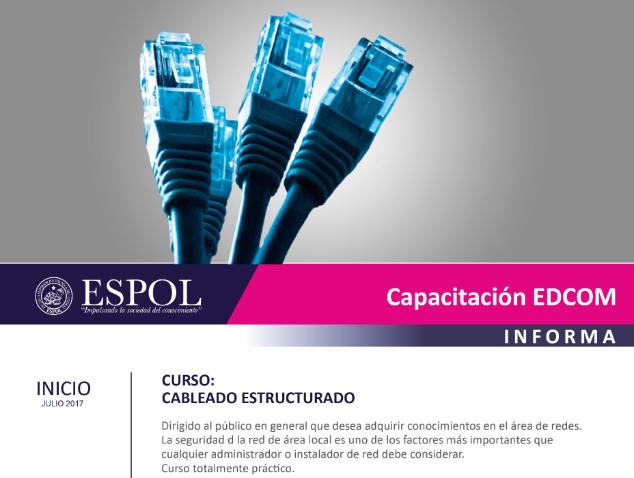 ESPOL
"Impulsando la sociedad del conocimiento"
Capacitación EDCOM
INFORMA
INICIO
JULIO 2017
CURSO:
CABLEADO ESTRUCTURADO
Dirigido al público en general que desea adquirir conocimientos en el área de redes.
La seguridad d la red de área local es uno de los factores más importantes que
cualquier administrador o instalador de red debe considerar.
Curso totalmente práctico.